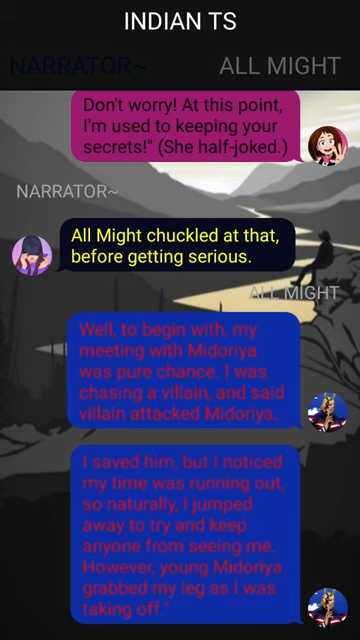 INDIAN TS
NARRATOR~
ALL MIGHT
Don't worry! At this point,
I'm used to keeping your
secrets!" (She half-joked.)
NARRATOR~
All Might chuckled at that,
before getting serious.
ALL MIGHT
Well, to begin with, my
meeting with Midoriya
was pure chance. I was
chasing a villain, and said
villain attacked Midoriya.
I saved him, but I noticed
my time was running out,
so naturally, I jumped
away to try and keep
anyone from seeing me.
However, young Midoriya
grabbed my leg as I was
taking off."